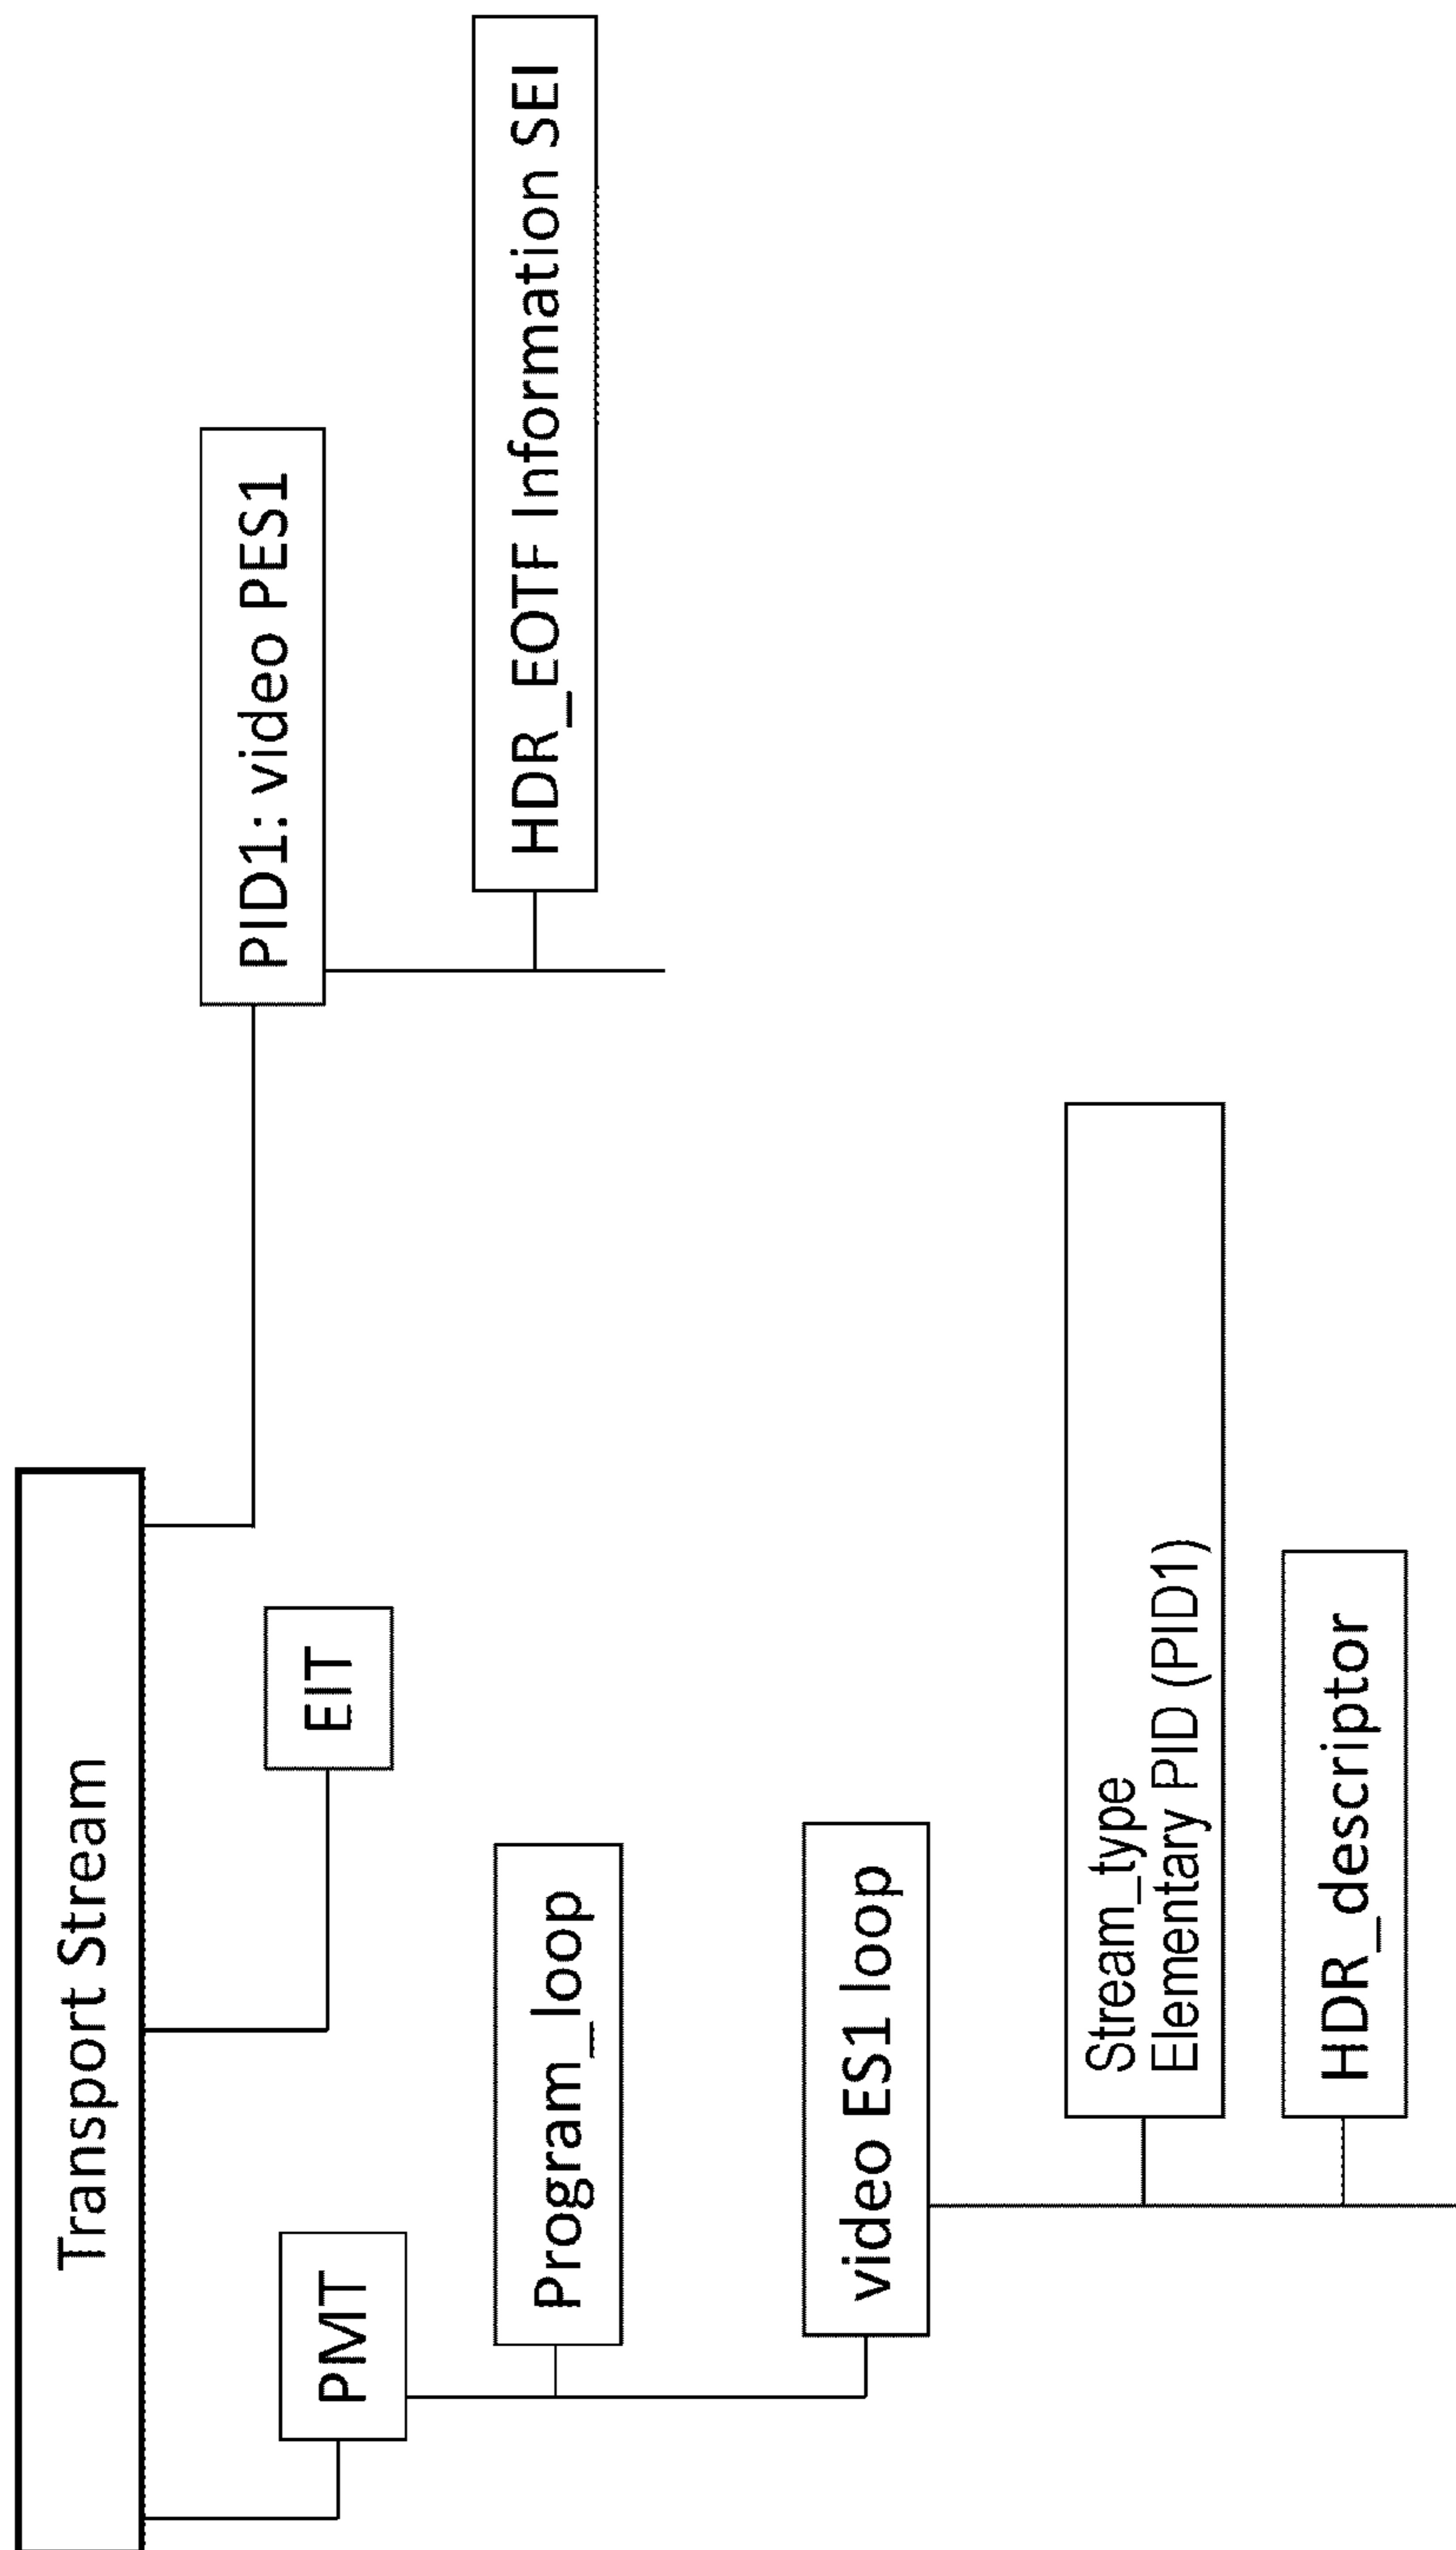 Transport Stream
PMT
Program_loop
video ES1 loop
Stream_type
Elementary PID (PID1)
HDR_descriptor
EIT
PID1: video PES1
HDR_EOTF Information SEI